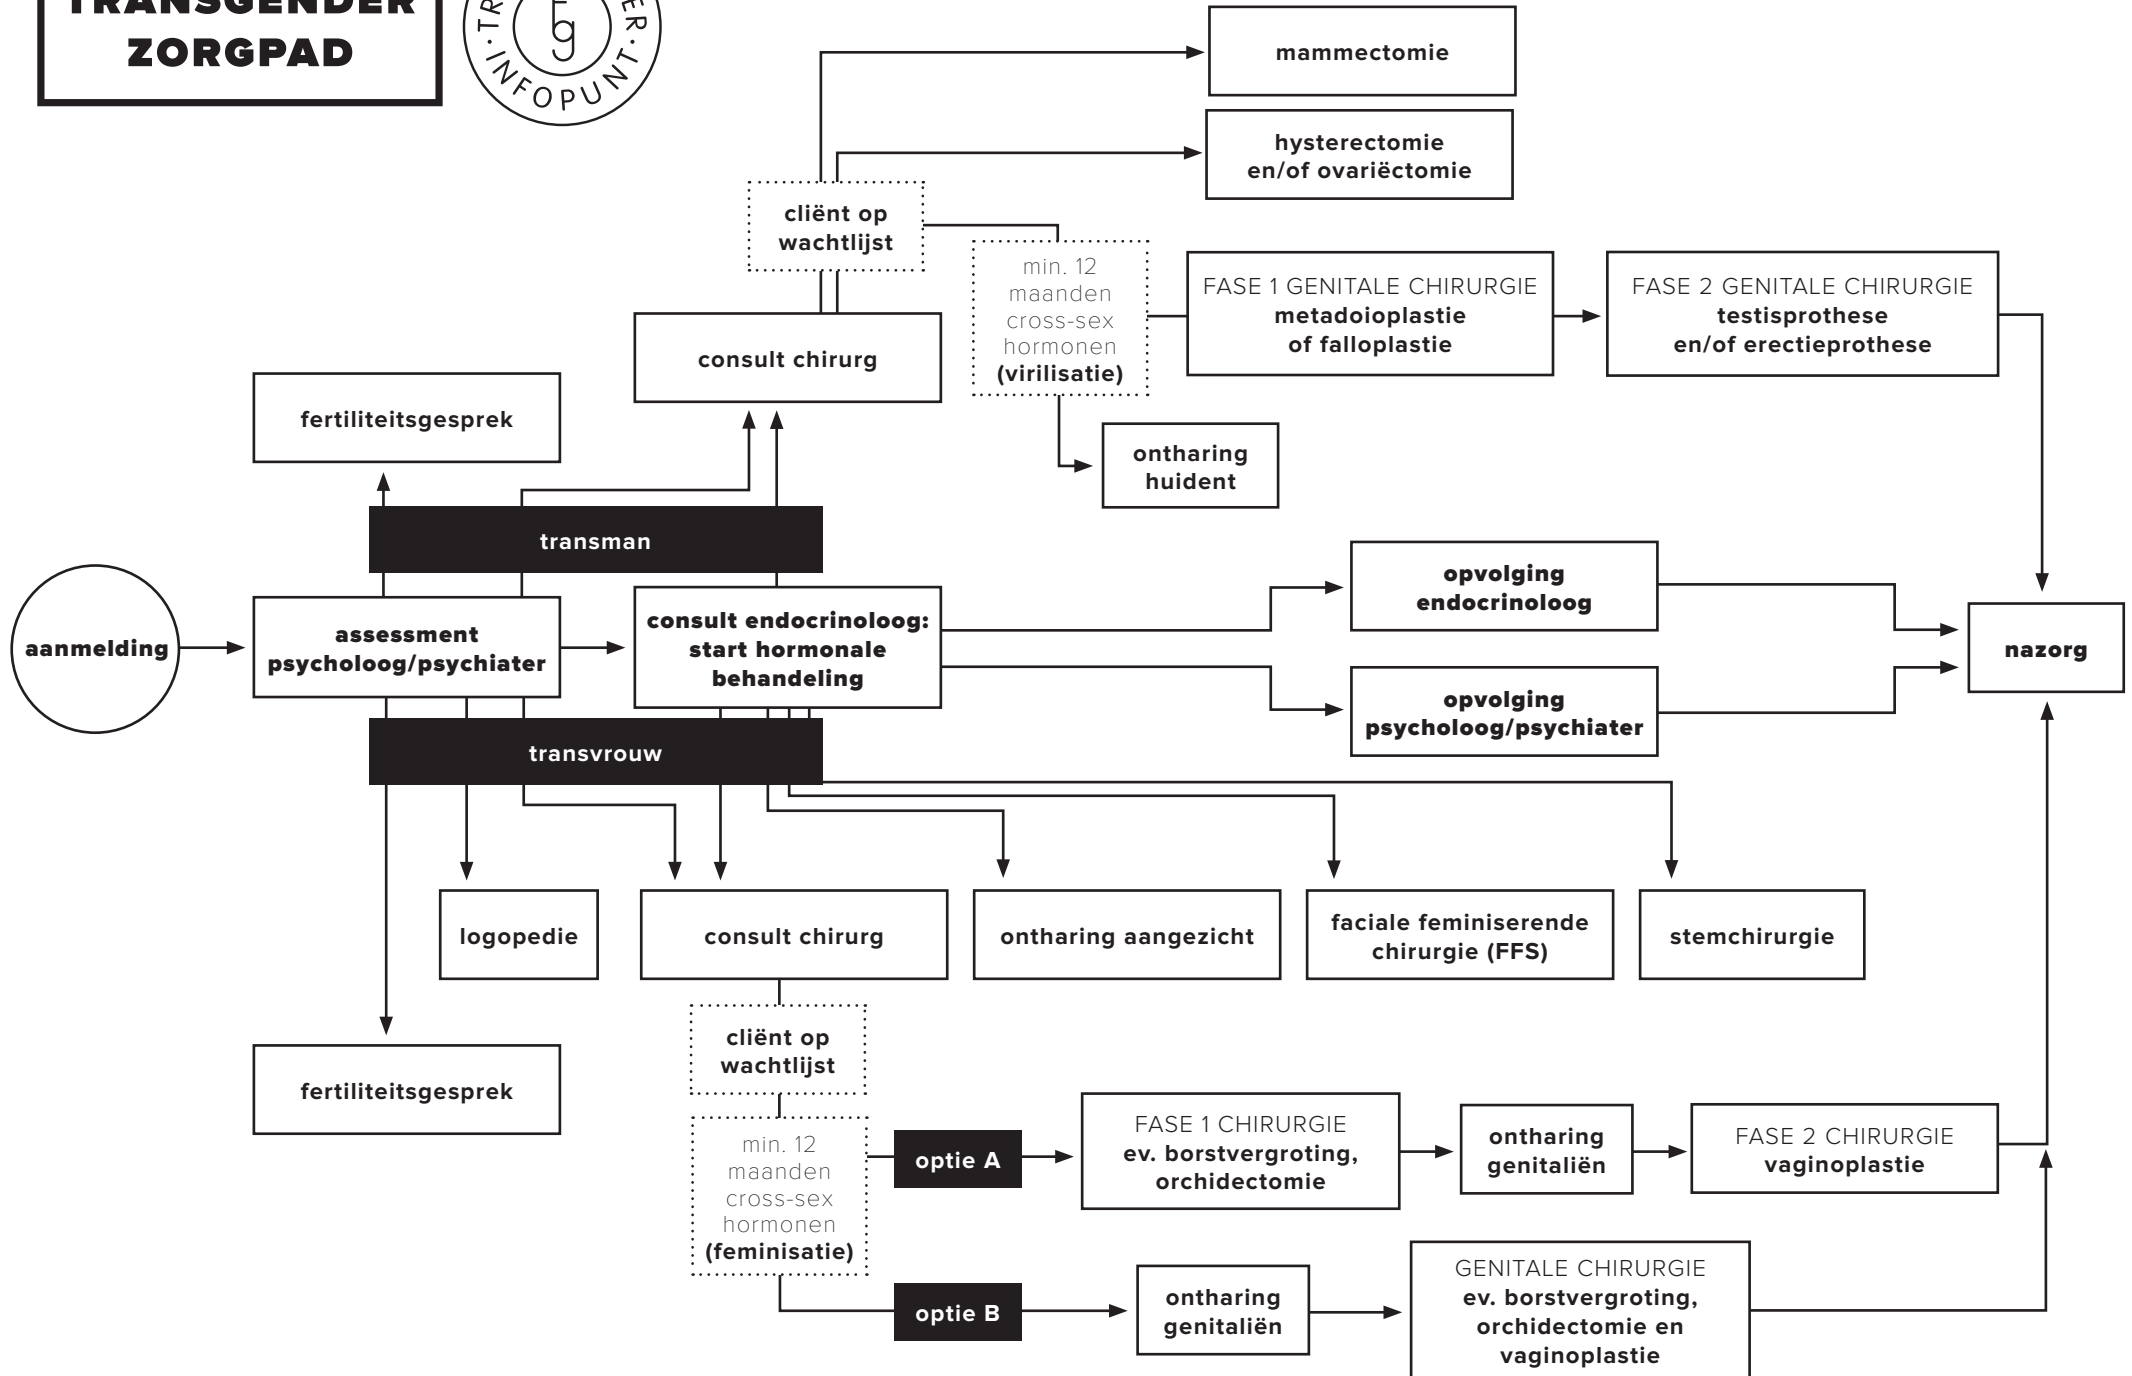 TRANSGENDER
ZORGPAD
INFOPUNT
mammectomie
hysterectomie
en/of ovariëctomie
cliënt op
wachtlijst
min. 12
maanden
cross-sex
hormonen
(virilisatie)
FASE 1 GENITALE CHIRURGIE
metadoioplastie
of falloplastie
FASE 2 GENITALE CHIRURGIE
testisprothese
en/of erectieprothese
consult chirurg
fertiliteitsgesprek
ontharing
huident
transman
aanmelding
assessment
psycholoog/psychiater
consult endocrinoloog:
start hormonale
behandeling
opvolging
endocrinoloog
opvolging
psycholoog/psychiater
nazorg
transvrouw
logopedie
consult chirurg
ontharing aangezicht
faciale feminiserende
chirurgie (FFS)
stemchirurgie
cliënt op
wachtlijst
fertiliteitsgesprek
min. 12
maanden
cross-sex
hormonen
(feminisatie)
optie A
FASE 1 CHIRURGIE
ev. borstvergroting,
orchidectomie
ontharing
genitaliën
FASE 2 CHIRURGIE
vaginoplastie
optie B
ontharing
genitaliën
GENITALE CHIRURGIE
ev. borstvergroting,
orchidectomie en
vaginoplastie